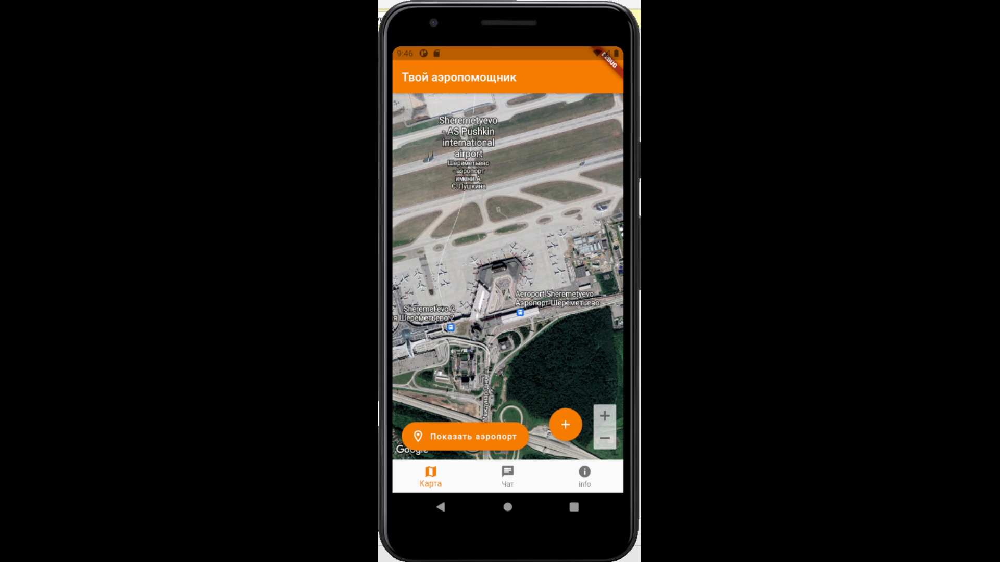 9:46
DEBUG
Твой аэропомощник
Sheremetyevo
- AS Pushkin
international
airport
Шереметьево
- аэропорт
имени А.
С. Пушкина
Aeroport Sheremetyevo
Аэропорт Шереметьево
Sheremet'evo 2
я Шереметьево 2
Международное ш.
+
−
+
Показать аэропорт
Google
Карта
Чат
info